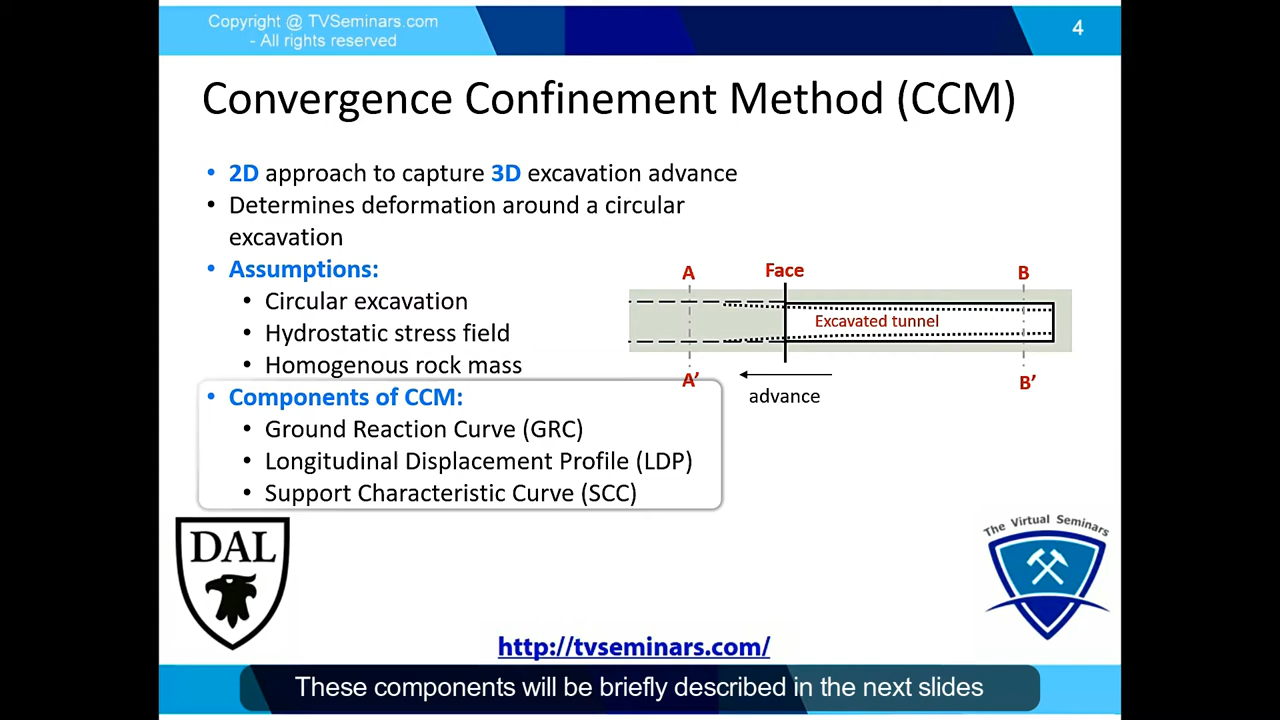 Copyright @ TVSeminars.com
- All rights reserved
4
Convergence Confinement Method (CCM)
• 2D approach to capture 3D excavation advance
• Determines deformation around a circular
excavation
• Assumptions:
• Circular excavation
• Hydrostatic stress field
• Homogenous rock mass
• Components of CCM:
• Ground Reaction Curve (GRC)
• Longitudinal Displacement Profile (LDP)
• Support Characteristic Curve (SCC)
A
Face
B
Excavated tunnel
A’
B’
advance
DAL
The Virtual Seminars
http://tvseminars.com/
These components will be briefly described in the next slides